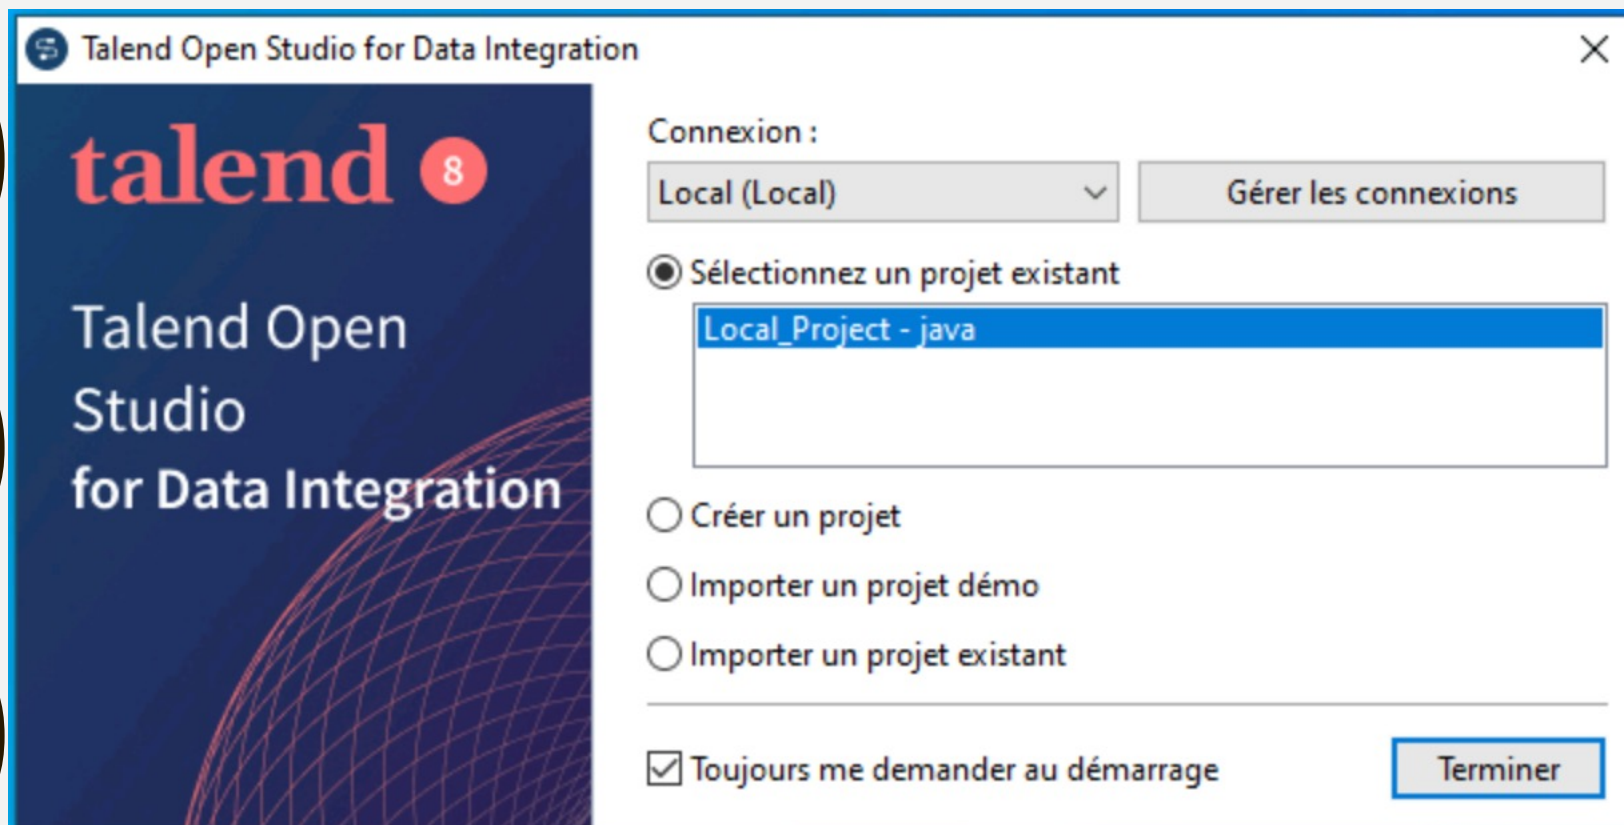 Talend Open Studio for Data Integration
talend 8
Talend Open
Studio
for Data Integration
Connexion :
Local (Local)
Gérer les connexions
Sélectionnez un projet existant
Local_Project - java
Créer un projet
Importer un projet démo
Importer un projet existant
Toujours me demander au démarrage
Terminer